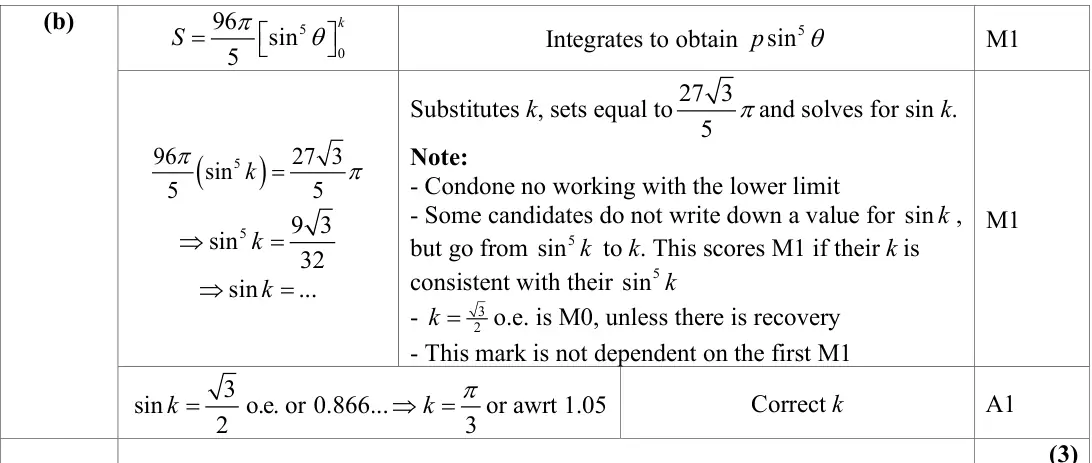 (b)
S = 96π/5 [sin⁵ θ]₀ᵏ
Integrates to obtain p sin⁵ θ
M1
96π/5 (sin⁵ k) = 27√3/5 π
⇒ sin⁵ k = 9√3/32
⇒ sin k = ...
Substitutes k, sets equal to 27√3/5 π and solves for sin k.
Note:
- Condone no working with the lower limit
- Some candidates do not write down a value for sin k ,
but go from sin⁵ k to k. This scores M1 if their k is
consistent with their sin⁵ k
- k = √3/2 o.e. is M0, unless there is recovery
- This mark is not dependent on the first M1
M1
sin k = √3/2 o.e. or 0.866... ⇒ k = π/3 or awrt 1.05
Correct k
A1
(3)